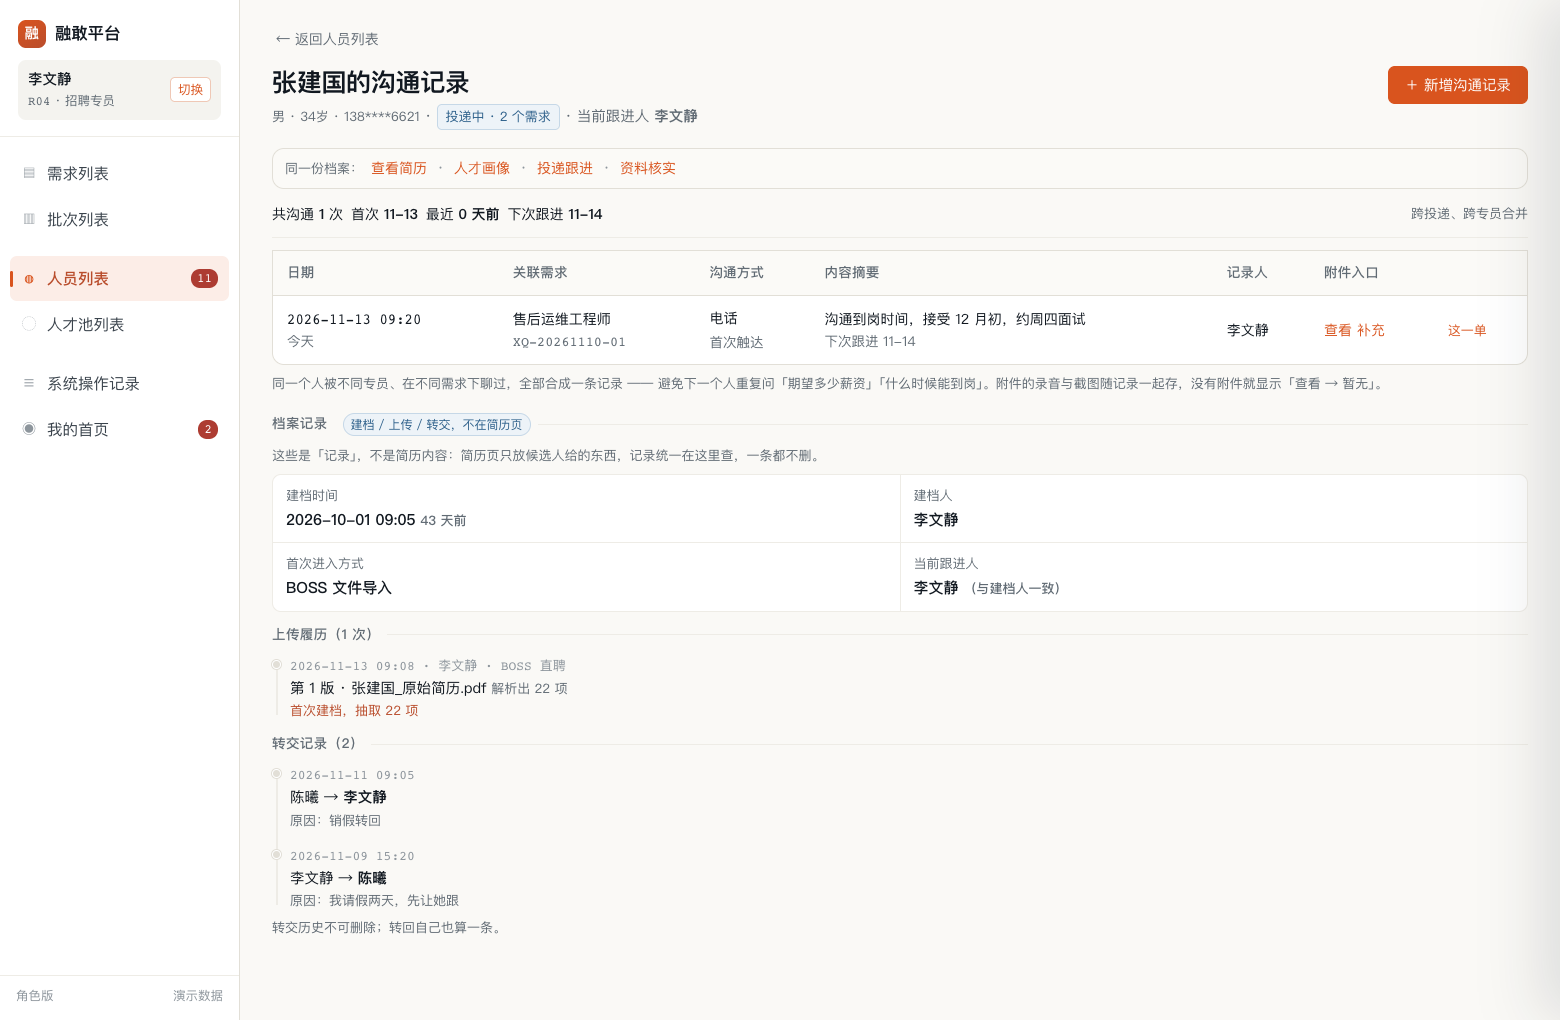 融 融敢平台
李文静
R04 · 招聘专员
切换
需求列表
批次列表
人员列表 11
人才池列表
系统操作记录
我的首页 2
角色版 演示数据
← 返回人员列表
张建国的沟通记录
男 · 34岁 · 138****6621 · 投递中 · 2 个需求 · 当前跟进人 李文静
+ 新增沟通记录
同一份档案： 查看简历 · 人才画像 · 投递跟进 · 资料核实
共沟通 1 次 首次 11-13 最近 0 天前 下次跟进 11-14 跨投递、跨专员合并
日期 关联需求 沟通方式 内容摘要 记录人 附件入口
2026-11-13 09:20 售后运维工程师 电话 沟通到岗时间，接受 12 月初，约周四面试 李文静 查看 补充 这一单
今天 XQ-20261110-01 首次触达 下次跟进 11-14
同一个人被不同专员、在不同需求下聊过，全部合成一条记录 —— 避免下一个人重复问「期望多少薪资」「什么时候能到岗」。附件的录音与截图随记录一起存，没有附件就显示「查看 → 暂无」。
档案记录 建档 / 上传 / 转交，不在简历页
这些是「记录」，不是简历内容：简历页只放候选人给的东西，记录统一在这里查，一条都不删。
建档时间 建档人
2026-10-01 09:05 43 天前 李文静
首次进入方式 当前跟进人
BOSS 文件导入 李文静 （与建档人一致）
上传履历（1 次）
2026-11-13 09:08 · 李文静 · BOSS 直聘
第 1 版 · 张建国_原始简历.pdf 解析出 22 项
首次建档，抽取 22 项
转交记录（2）
2026-11-11 09:05
陈曦 → 李文静
原因：销假转回
2026-11-09 15:20
李文静 → 陈曦
原因：我请假两天，先让她跟
转交历史不可删除；转回自己也算一条。